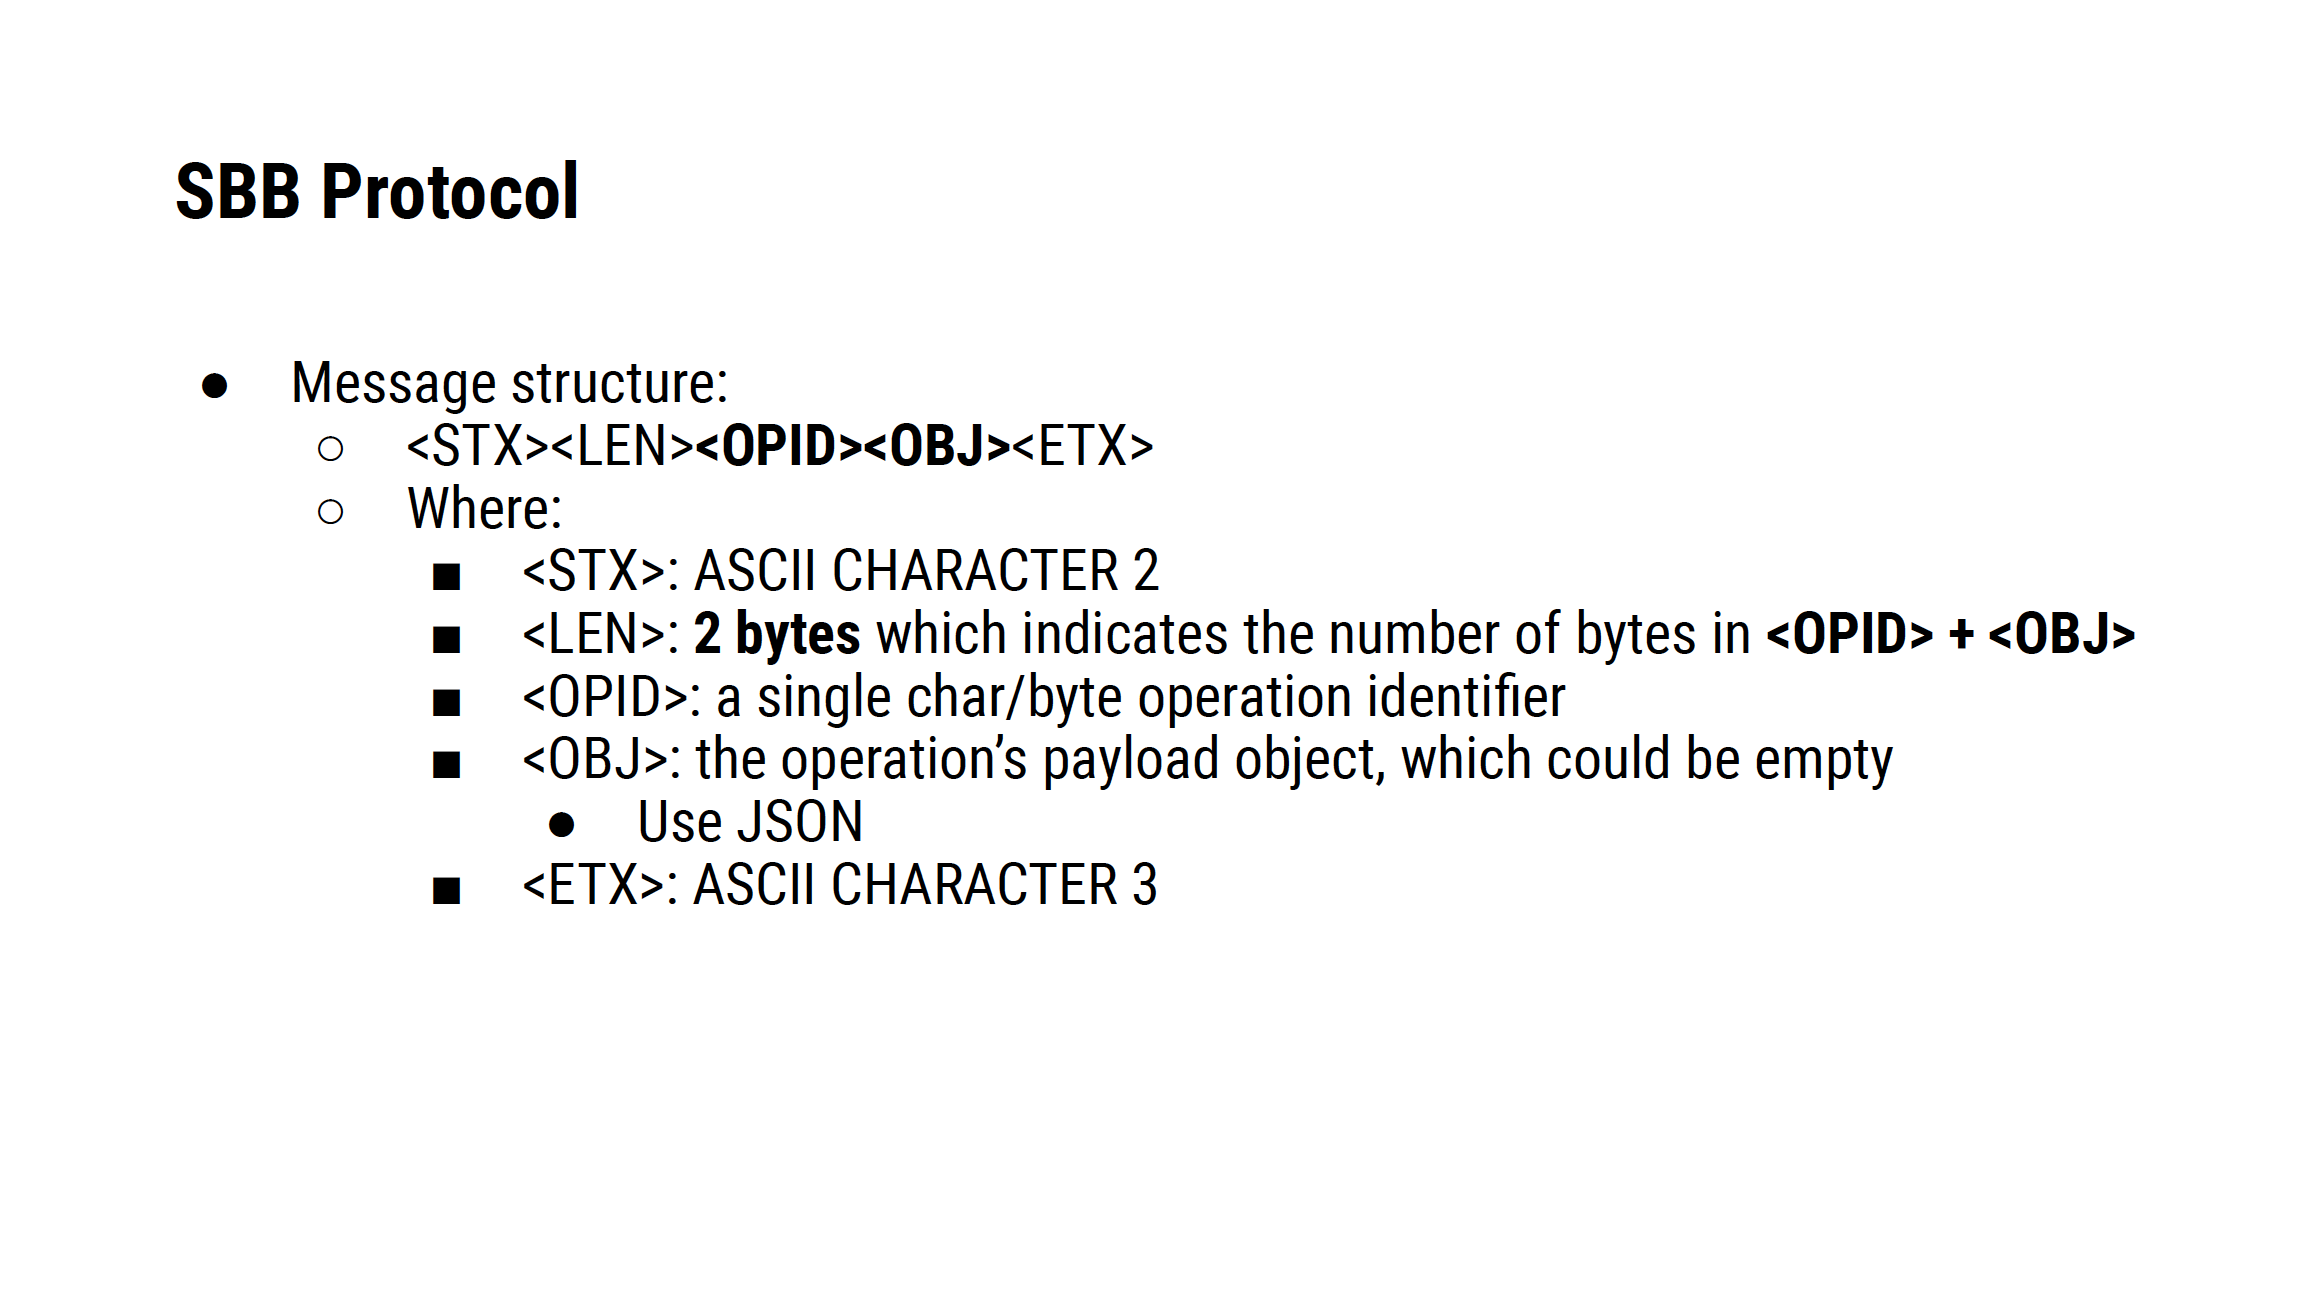 SBB Protocol
● Message structure:
○ <STX><LEN><OPID><OBJ><ETX>
○ Where:
■ <STX>: ASCII CHARACTER 2
■ <LEN>: 2 bytes which indicates the number of bytes in <OPID> + <OBJ>
■ <OPID>: a single char/byte operation identifier
■ <OBJ>: the operation’s payload object, which could be empty
● Use JSON
■ <ETX>: ASCII CHARACTER 3